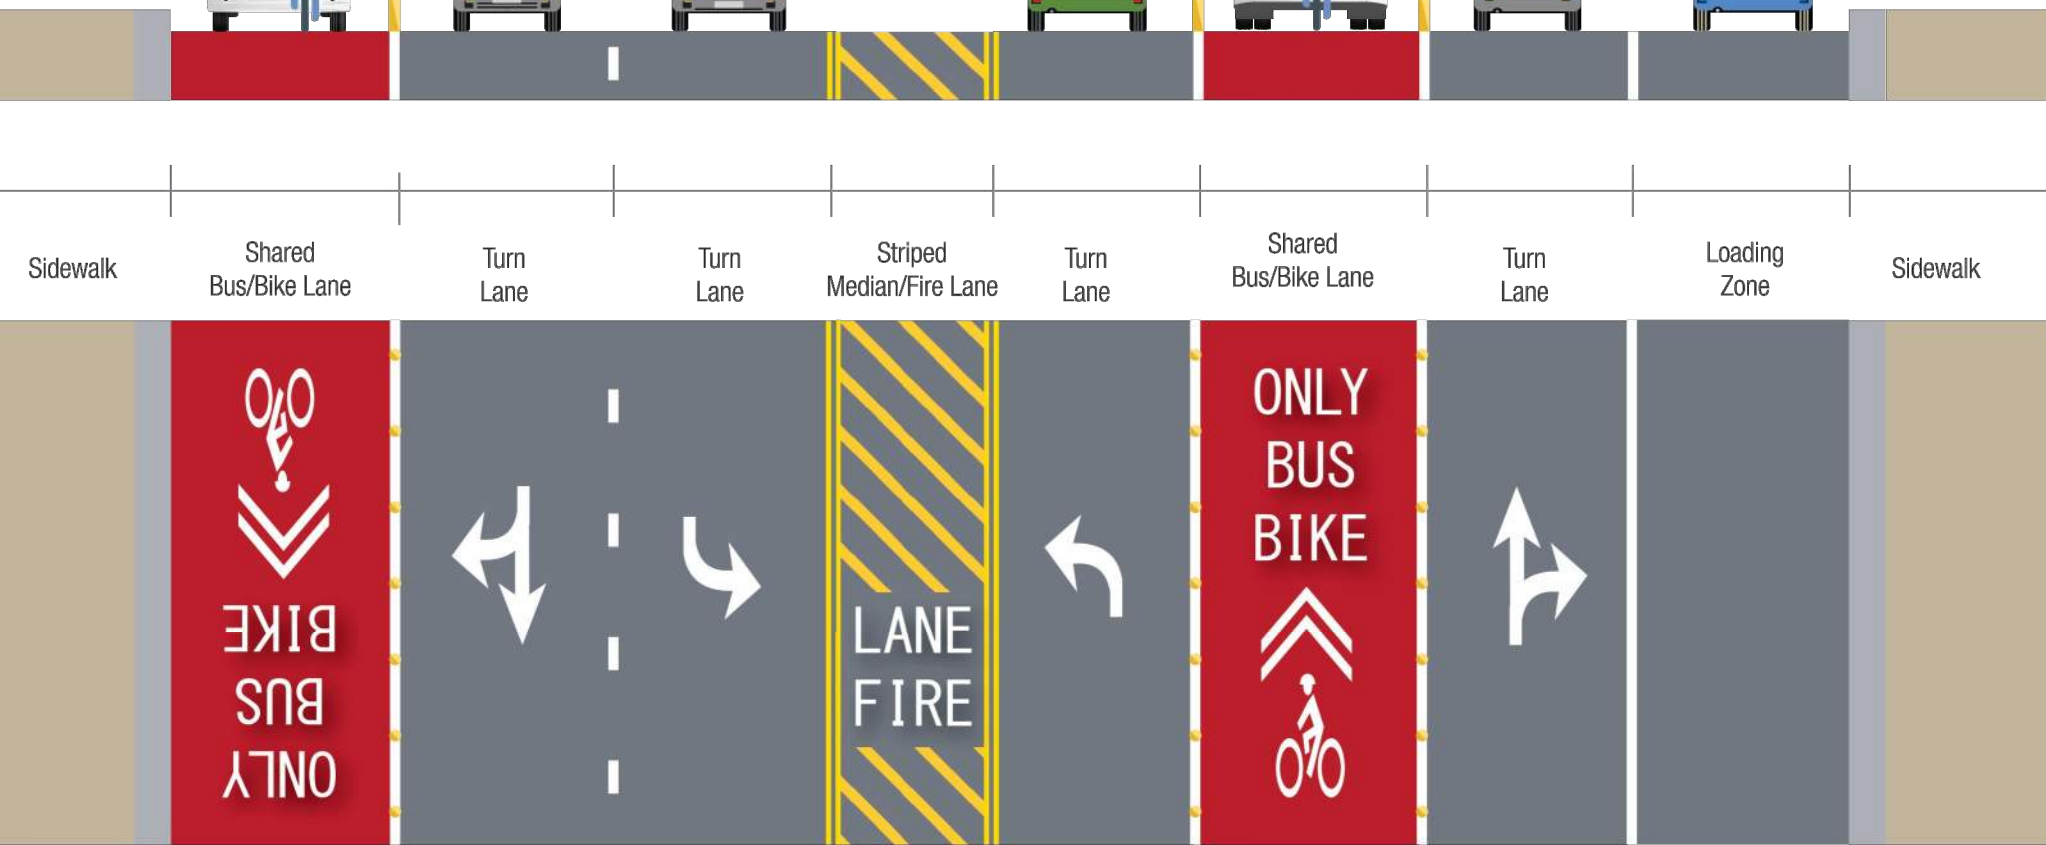 Sidewalk
Shared
Bus/Bike Lane
Turn
Lane
Turn
Lane
Striped
Median/Fire Lane
Turn
Lane
Shared
Bus/Bike Lane
Turn
Lane
Loading
Zone
Sidewalk
BIKE
BUS
ONLY
LANE
FIRE
ONLY
BUS
BIKE